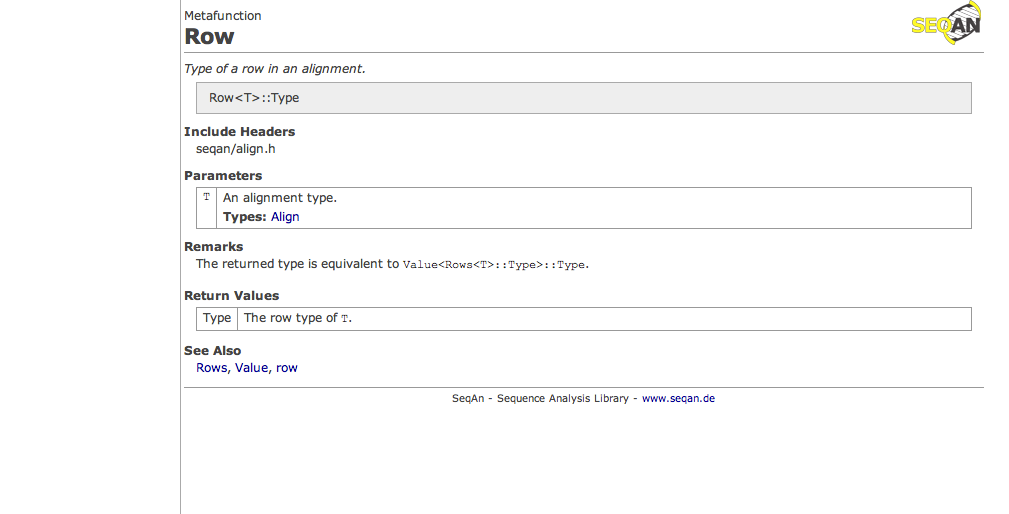 Metafunction
SEQAN
Row
Type of a row in an alignment.
Row<T>::Type
Include Headers
seqan/align.h
Parameters
T An alignment type.
Types: Align
Remarks
The returned type is equivalent to Value<Rows<T>::Type>::Type.
Return Values
Type The row type of T.
See Also
Rows, Value, row
SeqAn - Sequence Analysis Library - www.seqan.de